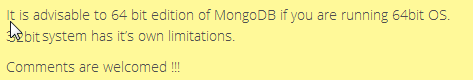 It is advisable to 64 bit edition of MongoDB if you are running 64bit OS.
32bit system has it's own limitations.
Comments are welcomed !!!